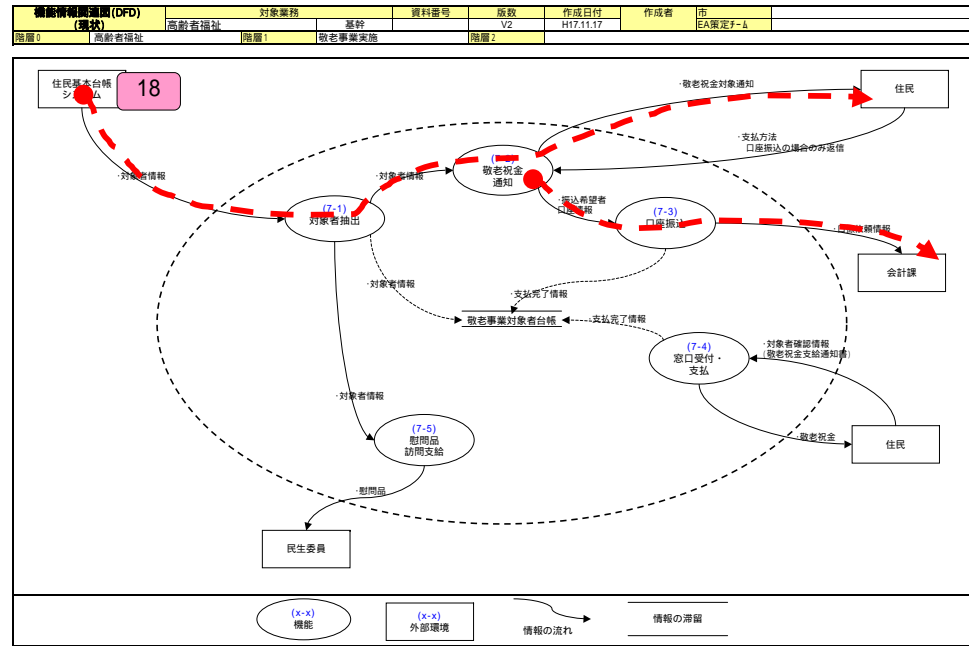 機能情報関連図(DFD)
(現状)
対象業務
資料番号
版数
作成日付
作成者
市
高齢者福祉
基幹
V2
H17.11.17
EA策定チーム
階層0
高齢者福祉
階層1
敬老事業実施
階層2
住民基本台帳
システム
18
・敬老祝金対象通知
住民
・支払方法
口座振込の場合のみ返信
・対象者情報
・対象者情報
(7-2)
敬老祝金
通知
(7-1)
対象者抽出
・振込希望者
口座情報
(7-3)
口座振込
会計課
・対象者情報
・支払完了情報
敬老事業対象者台帳
・支払完了情報
(7-4)
窓口受付・
支払
・対象者確認情報
(敬老祝金支給通知書)
・対象者情報
(7-5)
慰問品
訪問支給
・敬老祝金
住民
・慰問品
民生委員
(x-x)
機能
(x-x)
外部環境
情報の流れ
情報の滞留